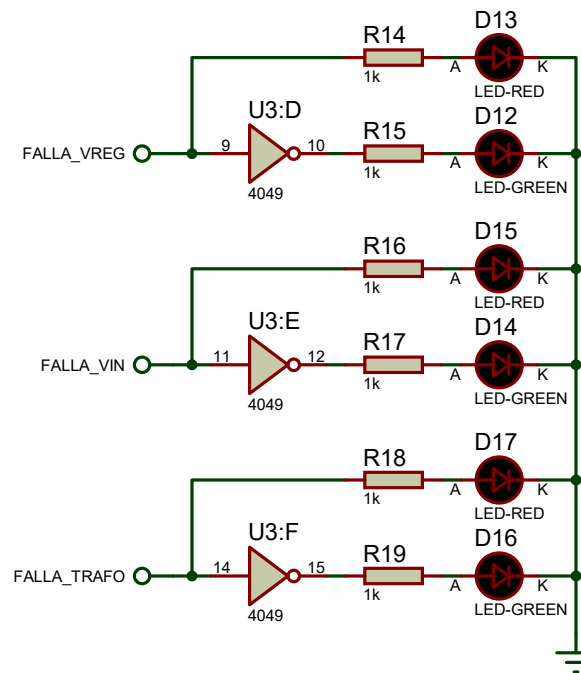 D13
R14
A K
1k
LED-RED
U3:D
D12
R15
FALLA_VREG
9 10
A K
1k
LED-GREEN
4049
D15
R16
A K
1k
LED-RED
U3:E
D14
R17
FALLA_VIN
11 12
A K
1k
LED-GREEN
4049
D17
R18
A K
1k
LED-RED
U3:F
D16
R19
FALLA_TRAFO
14 15
A K
1k
LED-GREEN
4049